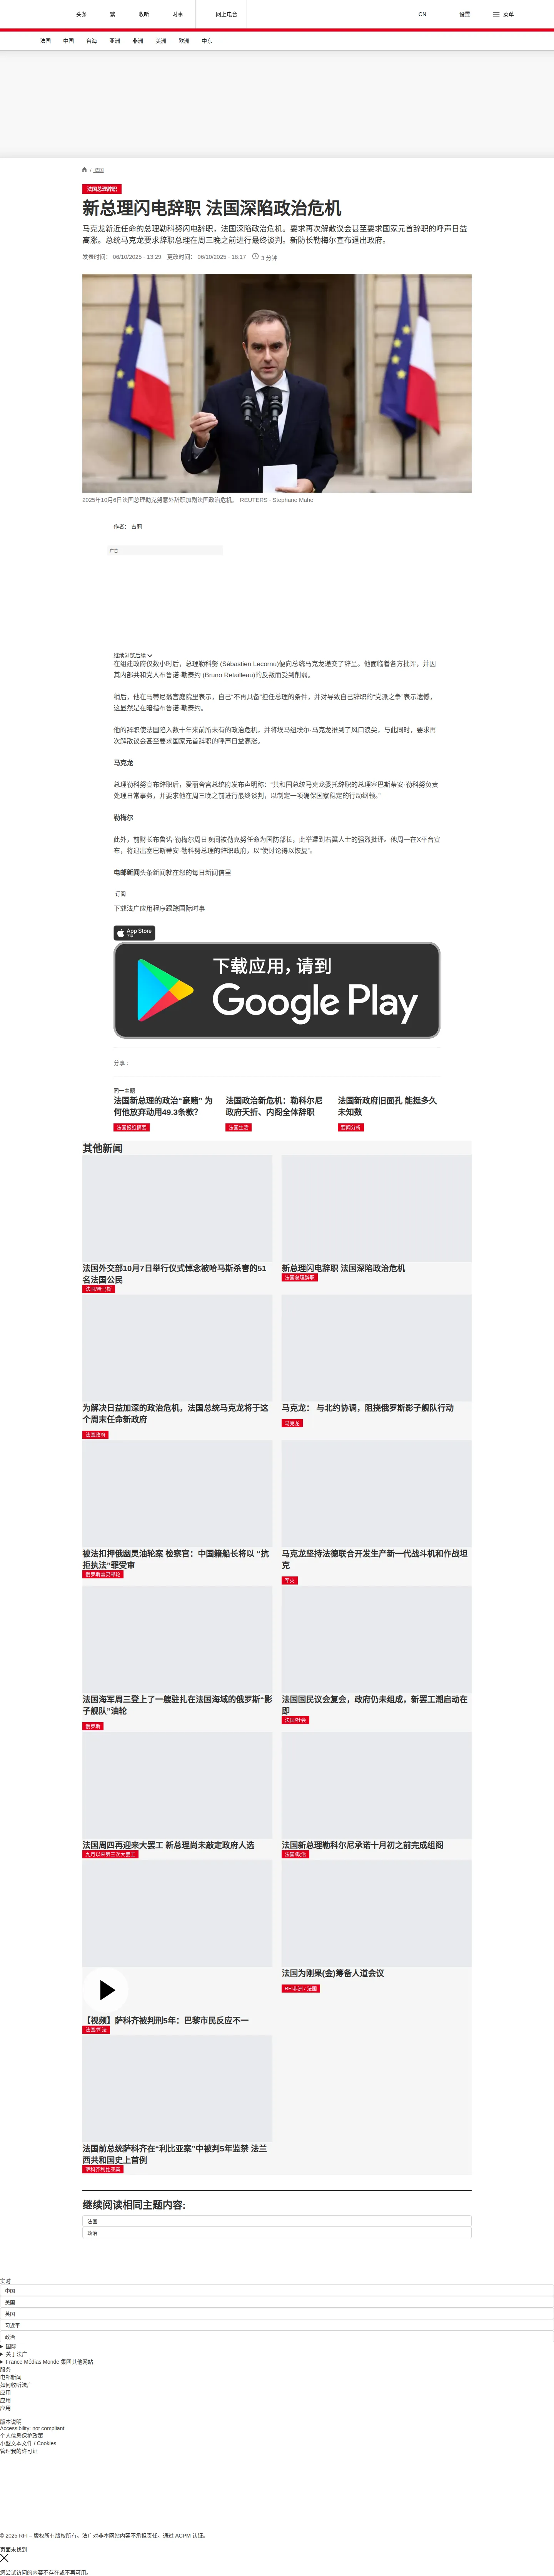 头条
繁
收听
时事
网上电台
CN
设置
菜单
法国
中国
台海
亚洲
非洲
美洲
欧洲
中东
/ 法国
法国总理辞职
新总理闪电辞职 法国深陷政治危机
马克龙新近任命的总理勒科努闪电辞职，法国深陷政治危机。要求再次解散议会甚至要求国家元首辞职的呼声日益
高涨。总统马克龙要求辞职总理在周三晚之前进行最终谈判。新防长勒梅尔宣布退出政府。
发表时间： 06/10/2025 - 13:29 更改时间： 06/10/2025 - 18:17 3 分钟
2025年10月6日法国总理勒克努意外辞职加剧法国政治危机。 REUTERS - Stephane Mahe
作者： 古莉
广告
继续浏览后续
在组建政府仅数小时后，总理勒科努 (Sébastien Lecornu)便向总统马克龙递交了辞呈。他面临着各方批评，并因
其内部共和党人布鲁诺·勒泰约 (Bruno Retailleau)的反叛而受到削弱。
稍后，他在马蒂尼翁宫庭院里表示，自己“不再具备”担任总理的条件，并对导致自己辞职的“党派之争”表示遗憾，
这显然是在暗指布鲁诺·勒泰约。
他的辞职使法国陷入数十年来前所未有的政治危机，并将埃马纽埃尔·马克龙推到了风口浪尖，与此同时，要求再
次解散议会甚至要求国家元首辞职的呼声日益高涨。
马克龙
总理勒科努宣布辞职后，爱丽舍宫总统府发布声明称：“共和国总统马克龙委托辞职的总理塞巴斯蒂安·勒科努负责
处理日常事务，并要求他在周三晚之前进行最终谈判，以制定一项确保国家稳定的行动纲领。”
勒梅尔
此外，前财长布鲁诺·勒梅尔周日晚间被勒克努任命为国防部长，此举遭到右翼人士的强烈批评。他周一在X平台宣
布，将退出塞巴斯蒂安·勒科努总理的辞职政府，以“使讨论得以恢复”。
电邮新闻头条新闻就在您的每日新闻信里
订阅
下载法广应用程序跟踪国际时事
App Store
下载
下载应用，请到
Google Play
分享 :
同一主题
法国新总理的政治“豪赌” 为
何他放弃动用49.3条款?
法国报纸摘要
法国政治新危机：勒科尔尼
政府夭折、内阁全体辞职
法国生活
法国新政府旧面孔 能挺多久
未知数
要闻分析
其他新闻
法国外交部10月7日举行仪式悼念被哈马斯杀害的51
名法国公民
法国/哈马斯
新总理闪电辞职 法国深陷政治危机
法国总理辞职
为解决日益加深的政治危机，法国总统马克龙将于这
个周末任命新政府
法国政府
马克龙： 与北约协调，阻挠俄罗斯影子舰队行动
马克龙
被法扣押俄幽灵油轮案 检察官：中国籍船长将以 “抗
拒执法”罪受审
俄罗斯幽灵邮轮
马克龙坚持法德联合开发生产新一代战斗机和作战坦
克
军火
法国海军周三登上了一艘驻扎在法国海域的俄罗斯“影
子舰队”油轮
俄罗斯
法国国民议会复会，政府仍未组成，新罢工潮启动在
即
法国/社会
法国周四再迎来大罢工 新总理尚未敲定政府人选
九月以来第三次大罢工
法国新总理勒科尔尼承诺十月初之前完成组阁
法国/政治
【视频】萨科齐被判刑5年：巴黎市民反应不一
法国/司法
法国为刚果(金)筹备人道会议
RFI非洲 / 法国
法国前总统萨科齐在“利比亚案”中被判5年监禁 法兰
西共和国史上首例
萨科齐利比亚案
继续阅读相同主题内容:
法国
政治
实时
中国
美国
英国
习近平
政治
国际
关于法广
France Médias Monde 集团其他网站
服务
电邮新闻
如何收听法广
应用
应用
应用
版本说明
Accessibility: not compliant
个人信息保护政策
小型文本文件 / Cookies
管理我的许可证
© 2025 RFI – 版权所有版权所有。法广对非本网站内容不承担责任。通过 ACPM 认证。
页面未找到
您尝试访问的内容不存在或不再可用。